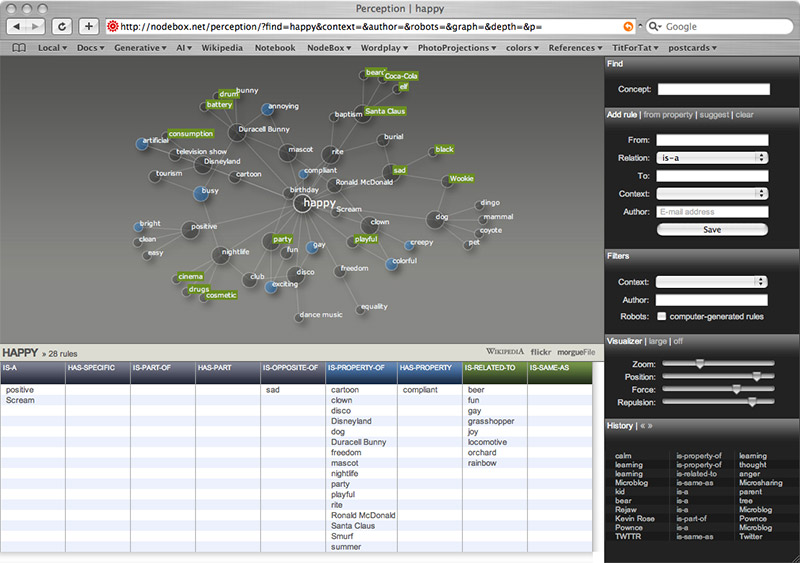 Perception | happy
http://nodebox.net/perception/?find=happy&context=&author=&robots=&graph=&depth=&p=
Google
Local Docs Generative AI Wikipedia Notebook NodeBox Wordplay PhotoProjections colors References TitForTat postcards
beard
Coca-Cola
elf
bunny
drum
battery
annoying
Santa Claus
baptism
Duracell Bunny
consumption
artificial
burial
television show
mascot
rite
black
Disneyland
compliant
sad
tourism
cartoon
Ronald McDonald
Wookie
busy
birthday
happy
Scream
dingo
bright
positive
clown
dog
mammal
coyote
clean
party
gay
playful
creepy
pet
easy
nightlife
fun
colorful
cinema
club
disco
freedom
drugs
exciting
cosmetic
equality
dance music
HAPPY » 28 rules
WIKIPEDIA flickr morgueFile
IS-A HAS-SPECIFIC IS-PART-OF HAS-PART IS-OPPOSITE-OF IS-PROPERTY-OF HAS-PROPERTY IS-RELATED-TO IS-SAME-AS
positive sad cartoon compliant beer
Scream clown fun
disco gay
Disneyland grasshopper
dog joy
Duracell Bunny locomotive
freedom orchard
mascot rainbow
nightlife
party
playful
rite
Ronald McDonald
Santa Claus
Smurf
summer
Find
Concept:
Add rule | from property | suggest | clear
From:
Relation: is-a
To:
Context:
Author: E-mail address
Save
Filters
Context:
Author:
Robots: computer-generated rules
Visualizer | large | off
Zoom:
Position:
Force:
Repulsion:
History | « »
calm is-property-of learning
learning is-property-of thought
learning is-related-to anger
Microblog is-same-as Microsharing
kid is-a parent
bear is-a tree
Rejaw is-a Microblog
Kevin Rose is-part-of Pownce
Pownce is-a Microblog
TWTTR is-same-as Twitter